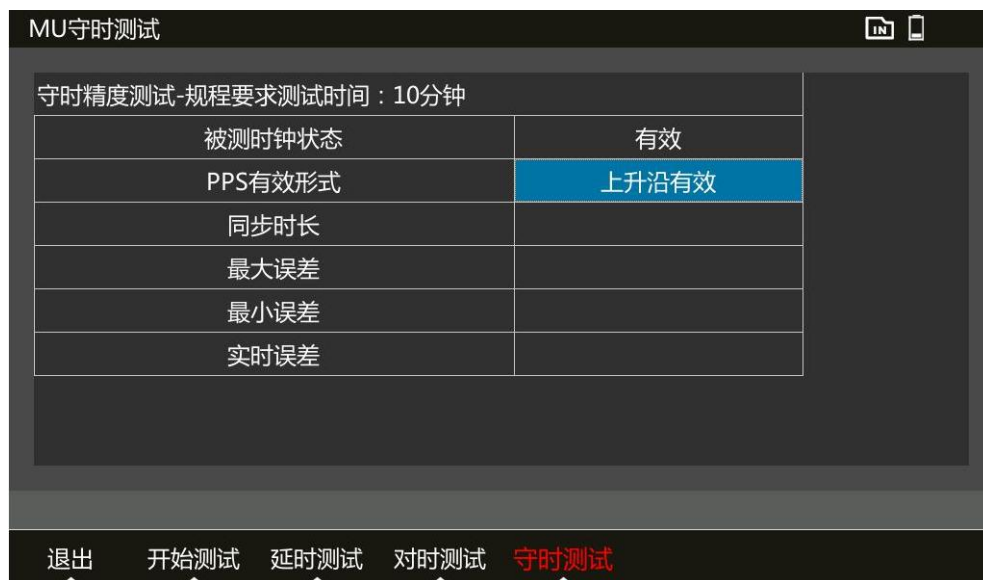 MU守时测试
IN
守时精度测试-规程要求测试时间：10分钟
被测时钟状态 有效
PPS有效形式 上升沿有效
同步时长
最大误差
最小误差
实时误差
退出 开始测试 延时测试 对时测试 守时测试